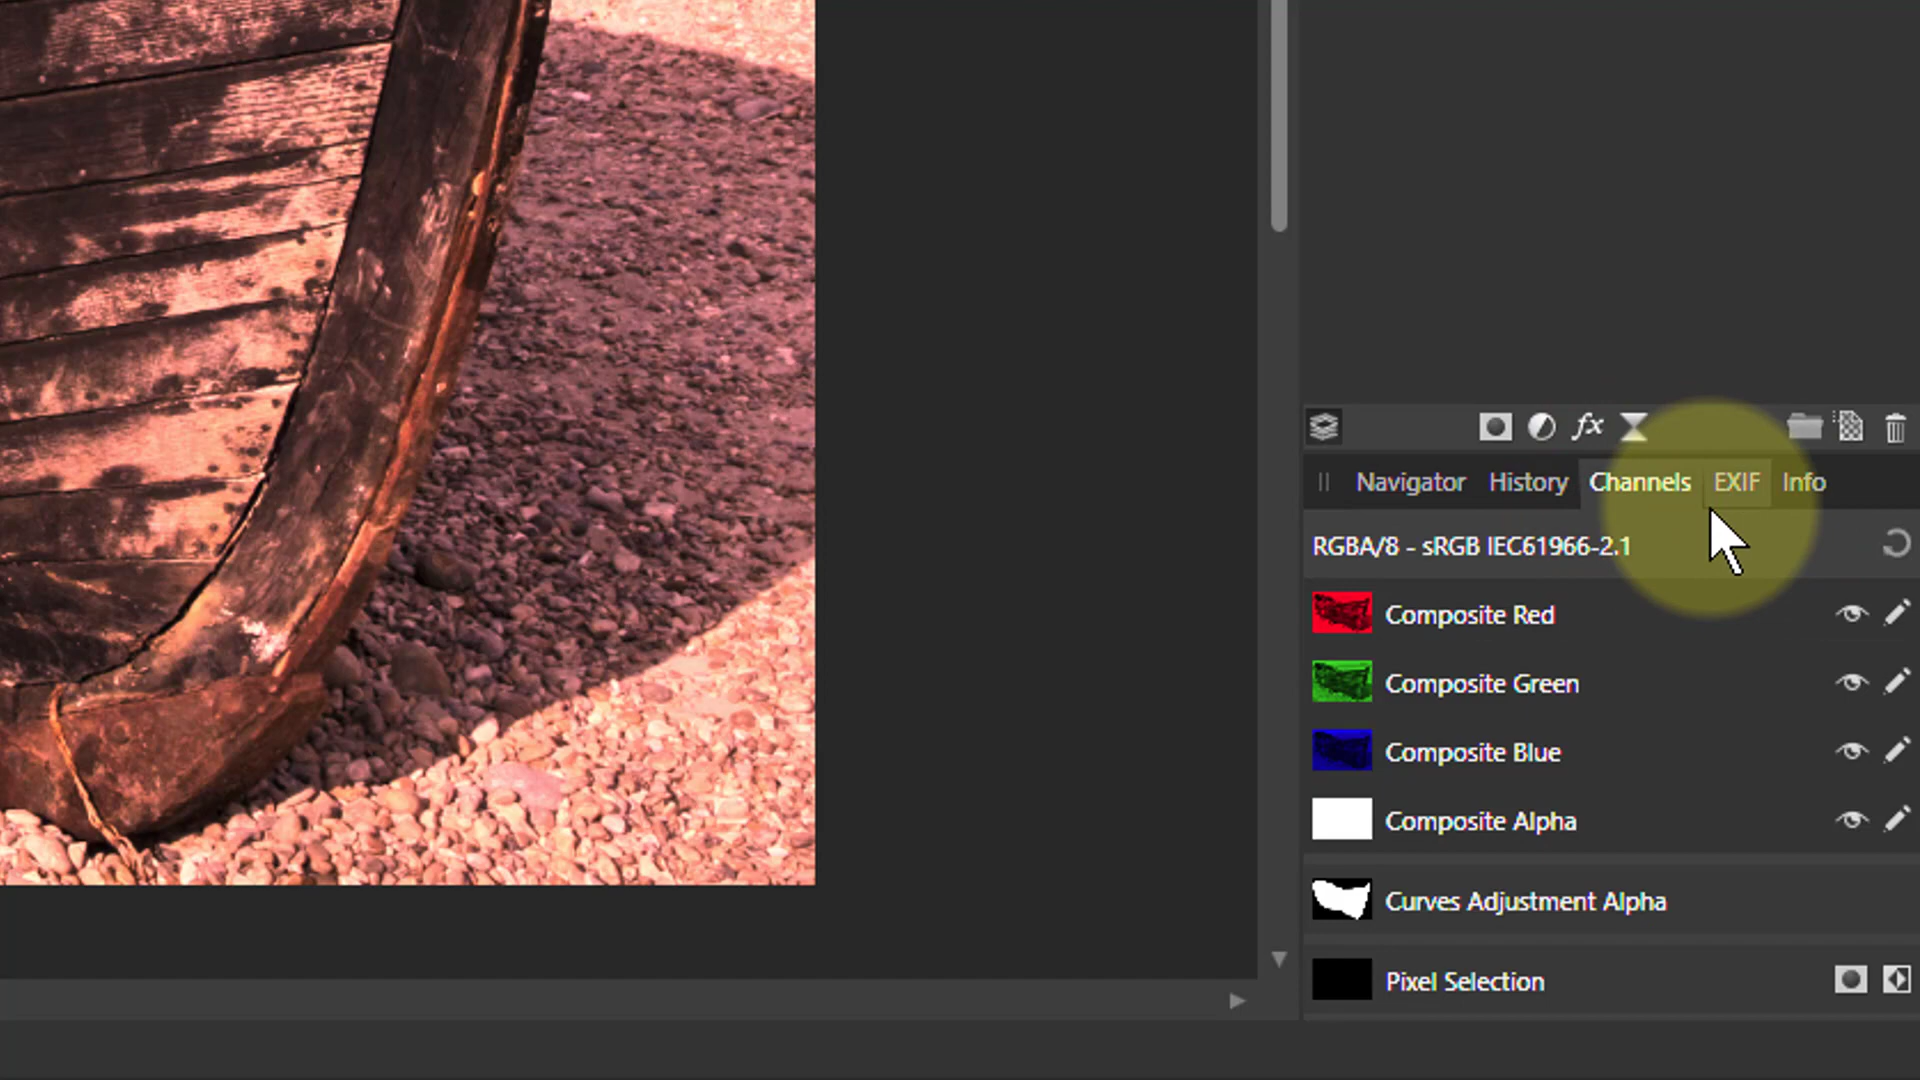 fx
Navigator History Channels EXIF Info
RGBA/8 - sRGB IEC61966-2.1
Composite Red
Composite Green
Composite Blue
Composite Alpha
Curves Adjustment Alpha
Pixel Selection